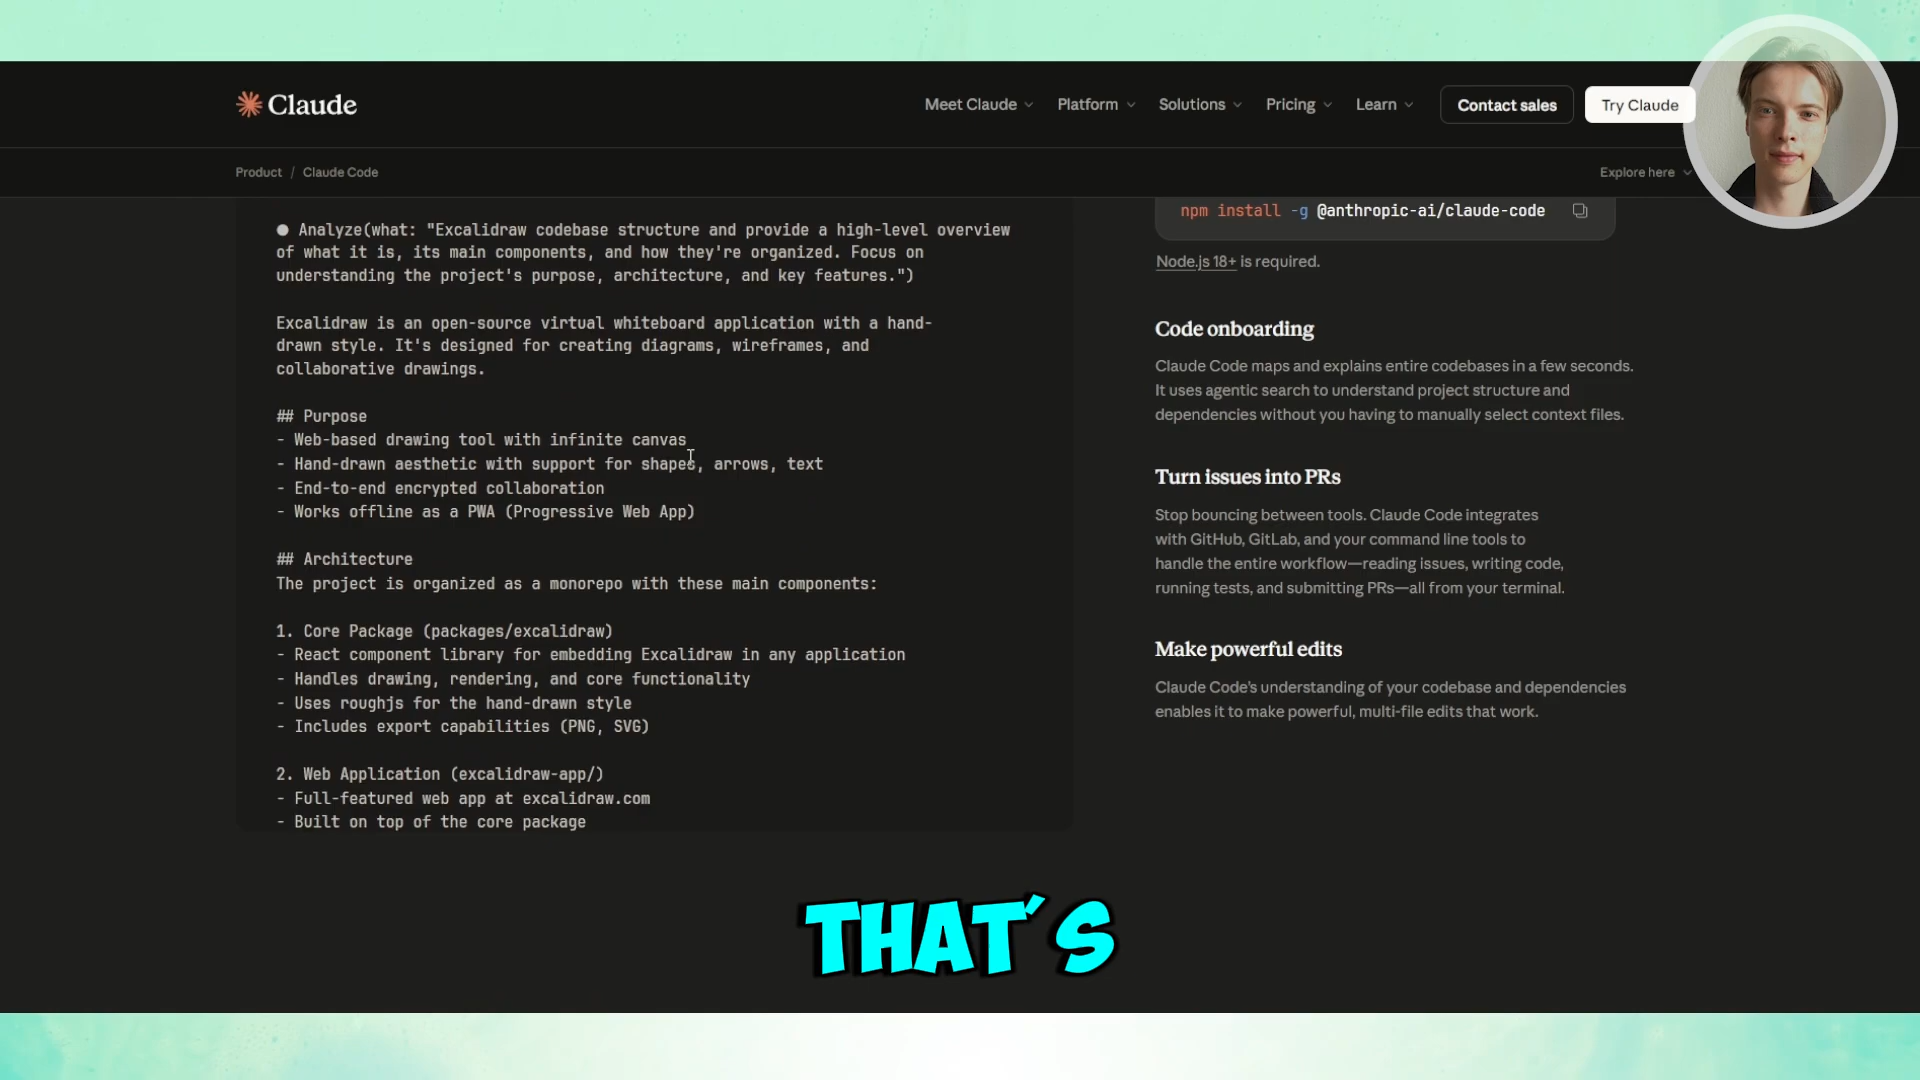 Claude
Meet Claude Platform Solutions Pricing Learn Contact sales Try Claude
Product / Claude Code
Explore here
● Analyze(what: "Excalidraw codebase structure and provide a high-level overview
of what it is, its main components, and how they're organized. Focus on
understanding the project's purpose, architecture, and key features.")
Excalidraw is an open-source virtual whiteboard application with a hand-
drawn style. It's designed for creating diagrams, wireframes, and
collaborative drawings.
## Purpose
- Web-based drawing tool with infinite canvas
- Hand-drawn aesthetic with support for shapes, arrows, text
- End-to-end encrypted collaboration
- Works offline as a PWA (Progressive Web App)
## Architecture
The project is organized as a monorepo with these main components:
1. Core Package (packages/excalidraw)
- React component library for embedding Excalidraw in any application
- Handles drawing, rendering, and core functionality
- Uses roughjs for the hand-drawn style
- Includes export capabilities (PNG, SVG)
2. Web Application (excalidraw-app/)
- Full-featured web app at excalidraw.com
- Built on top of the core package
npm install -g @anthropic-ai/claude-code
Node.js 18+ is required.
Code onboarding
Claude Code maps and explains entire codebases in a few seconds.
It uses agentic search to understand project structure and
dependencies without you having to manually select context files.
Turn issues into PRs
Stop bouncing between tools. Claude Code integrates
with GitHub, GitLab, and your command line tools to
handle the entire workflow—reading issues, writing code,
running tests, and submitting PRs—all from your terminal.
Make powerful edits
Claude Code's understanding of your codebase and dependencies
enables it to make powerful, multi-file edits that work.
THAT'S